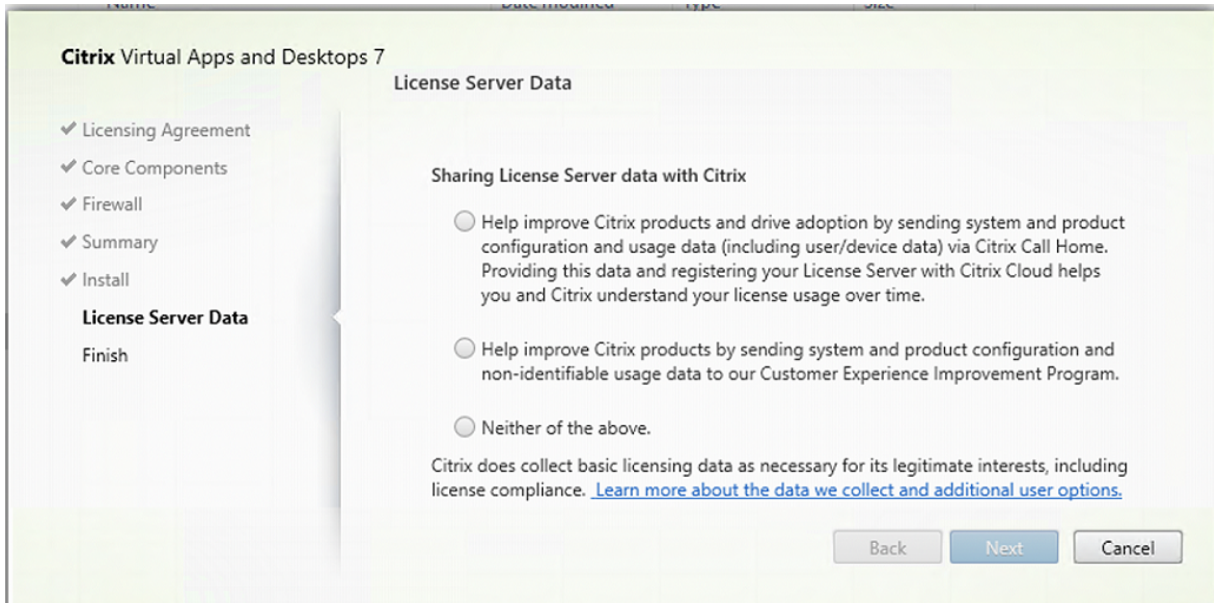 Name Date modified Type Size
Citrix Virtual Apps and Desktops 7
License Server Data
✔ Licensing Agreement
✔ Core Components
✔ Firewall
✔ Summary
✔ Install
License Server Data
Finish
Sharing License Server data with Citrix
Help improve Citrix products and drive adoption by sending system and product
configuration and usage data (including user/device data) via Citrix Call Home.
Providing this data and registering your License Server with Citrix Cloud helps
you and Citrix understand your license usage over time.
Help improve Citrix products by sending system and product configuration and
non-identifiable usage data to our Customer Experience Improvement Program.
Neither of the above.
Citrix does collect basic licensing data as necessary for its legitimate interests, including
license compliance. Learn more about the data we collect and additional user options.
Back Next Cancel